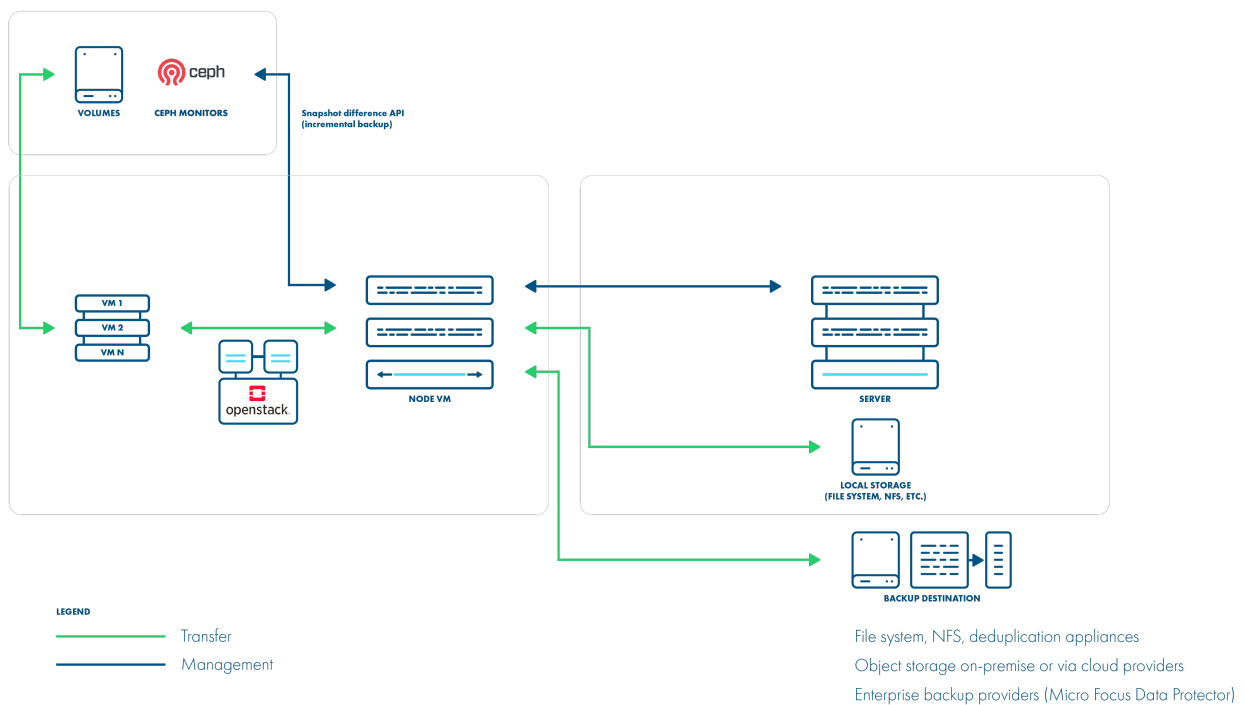 ceph
VOLUMES
CEPH MONITORS
Snapshot difference API
(incremental backup)
VM 1
VM 2
VM N
openstack.
NODE VM
SERVER
LOCAL STORAGE
(FILE SYSTEM, NFS, ETC.)
BACKUP DESTINATION
LEGEND
Transfer
Management
File system, NFS, deduplication appliances
Object storage on-premise or via cloud providers
Enterprise backup providers (Micro Focus Data Protector)